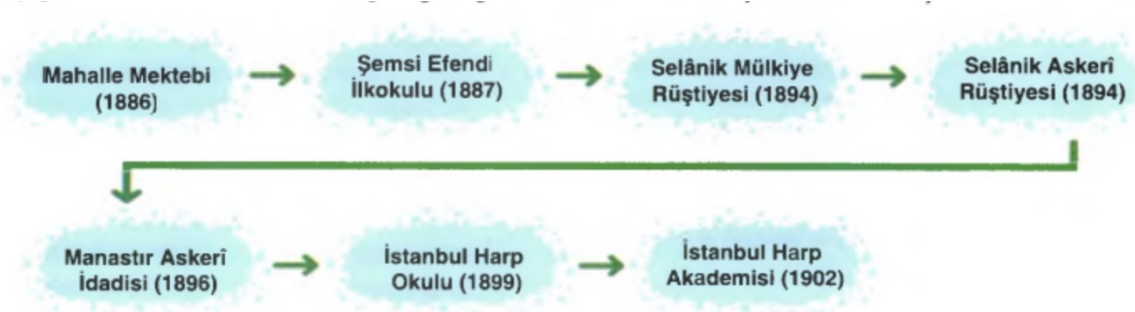 Mahalle Mektebi
(1886)
Şemsi Efendi
İlkokulu (1887)
Selânik Mülkiye
Rüştiyesi (1894)
Selânik Askerî
Rüştiyesi (1894)
Manastır Askerî
İdadisi (1896)
İstanbul Harp
Okulu (1899)
İstanbul Harp
Akademisi (1902)